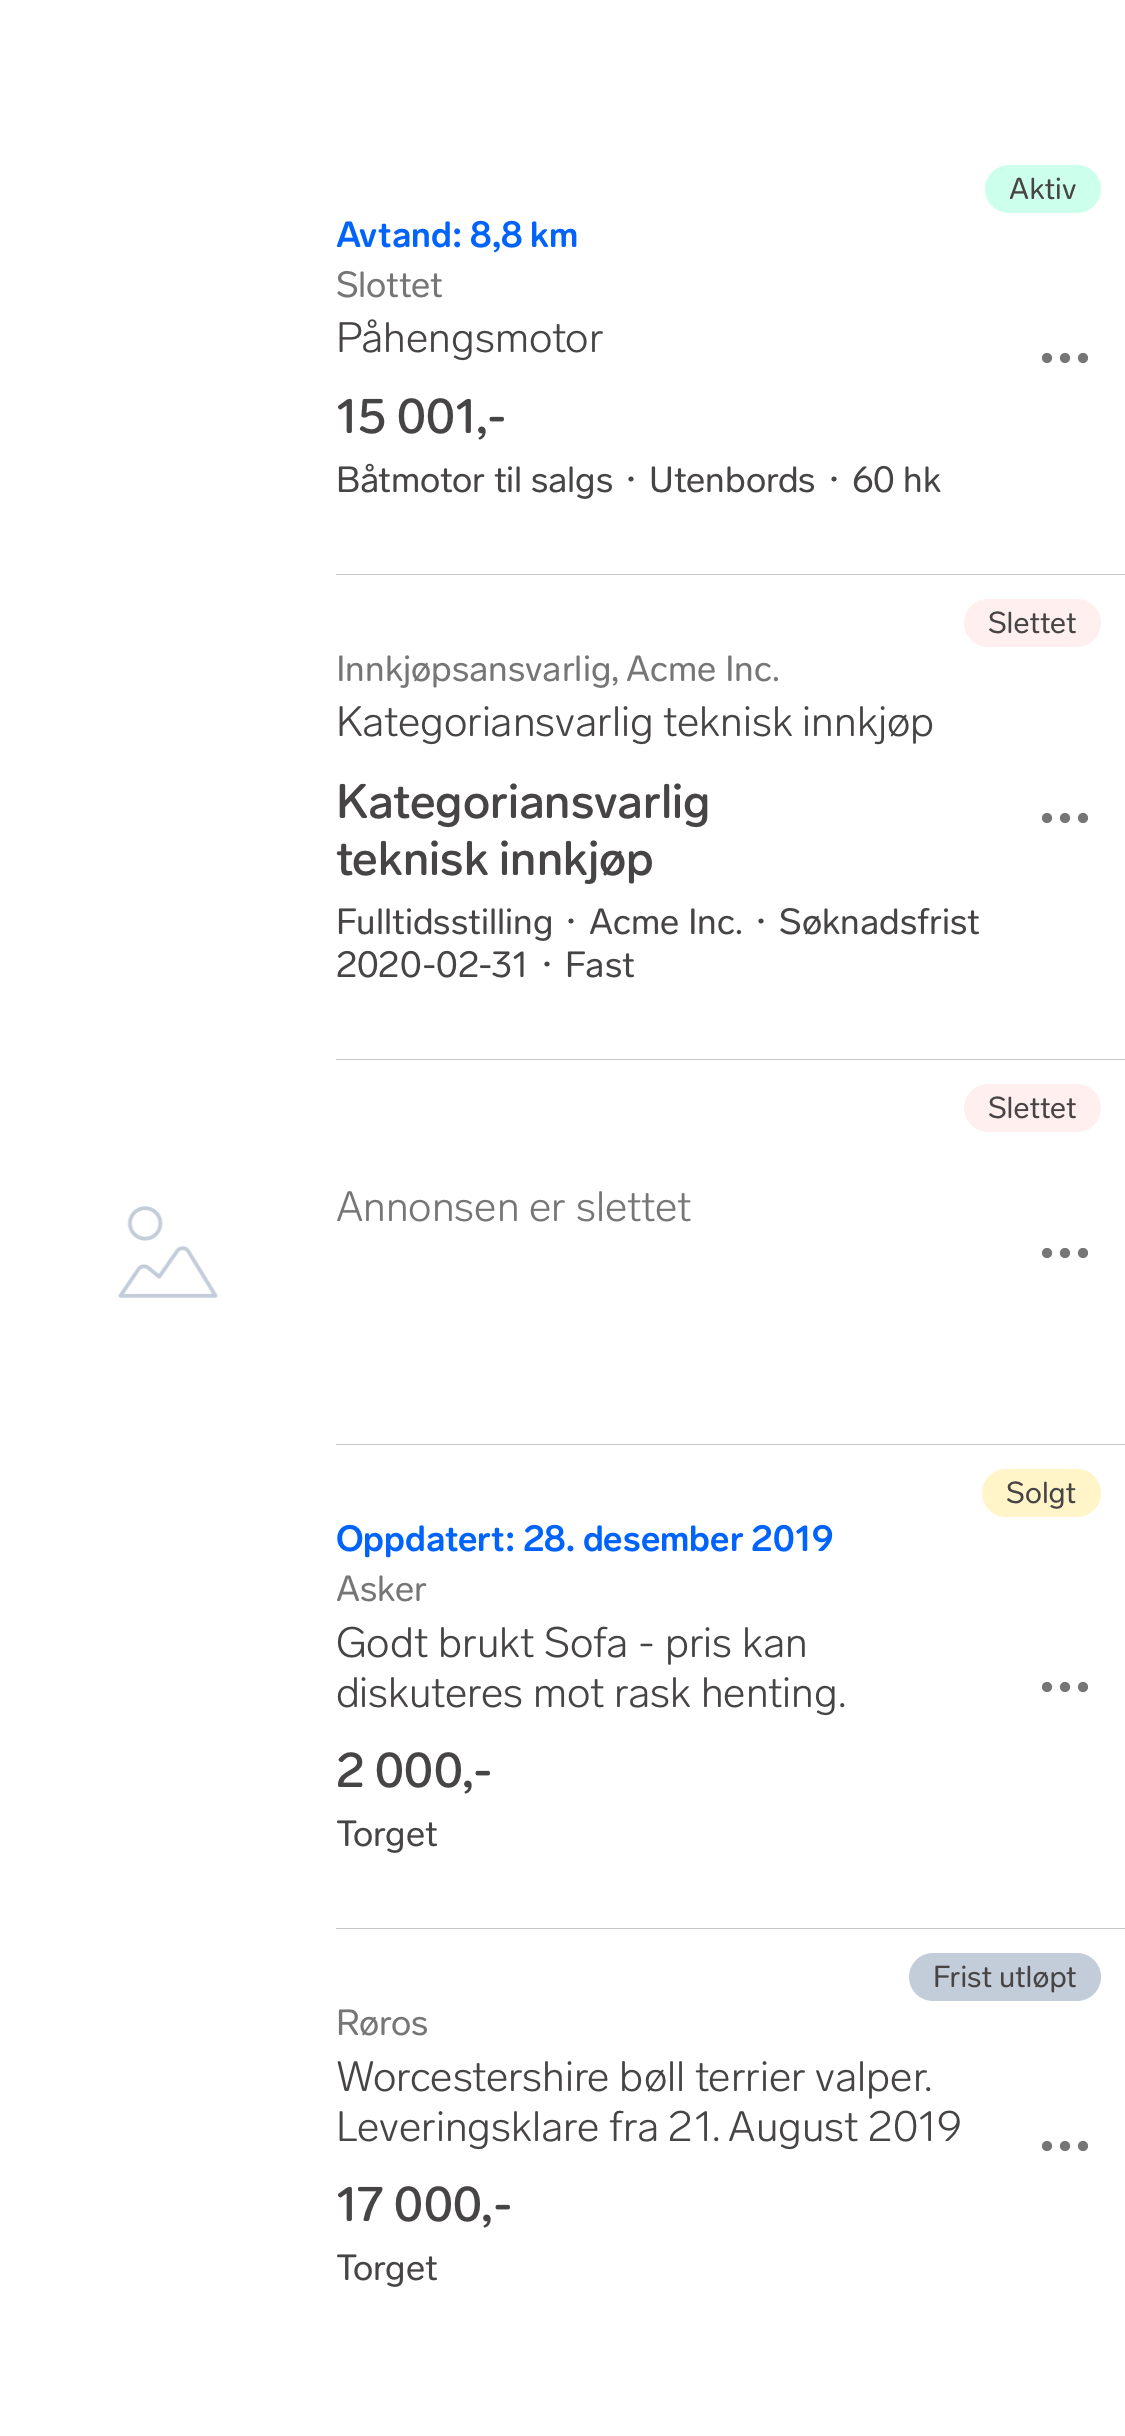 Aktiv
Avtand: 8,8 km
Slottet
Påhengsmotor
15 001,-
Båtmotor til salgs · Utenbords · 60 hk
Slettet
Innkjøpsansvarlig, Acme Inc.
Kategoriansvarlig teknisk innkjøp
Kategoriansvarlig
teknisk innkjøp
Fulltidsstilling · Acme Inc. · Søknadsfrist
2020-02-31 · Fast
Slettet
Annonsen er slettet
Solgt
Oppdatert: 28. desember 2019
Asker
Godt brukt Sofa - pris kan
diskuteres mot rask henting.
2 000,-
Torget
Frist utløpt
Røros
Worcestershire bøll terrier valper.
Leveringsklare fra 21. August 2019
17 000,-
Torget